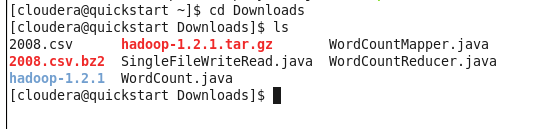 [cloudera@quickstart ~]$ cd Downloads
[cloudera@quickstart Downloads]$ ls
2008.csv      hadoop-1.2.1.tar.gz       WordCountMapper.java
2008.csv.bz2  SingleFileWriteRead.java  WordCountReducer.java
hadoop-1.2.1  WordCount.java
[cloudera@quickstart Downloads]$